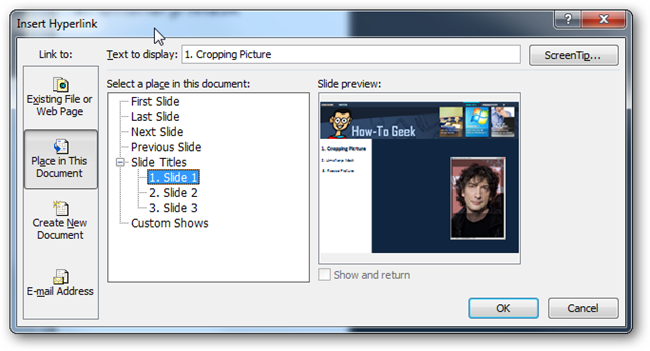 Insert Hyperlink
Link to:
Text to display: 1. Cropping Picture
ScreenTip...
Existing File or
Web Page
Place in This
Document
Create New
Document
E-mail Address
Select a place in this document:
First Slide
Last Slide
Next Slide
Previous Slide
Slide Titles
1. Slide 1
2. Slide 2
3. Slide 3
Custom Shows
Slide preview:
How-To Geek
1. Cropping Picture
Show and return
OK
Cancel